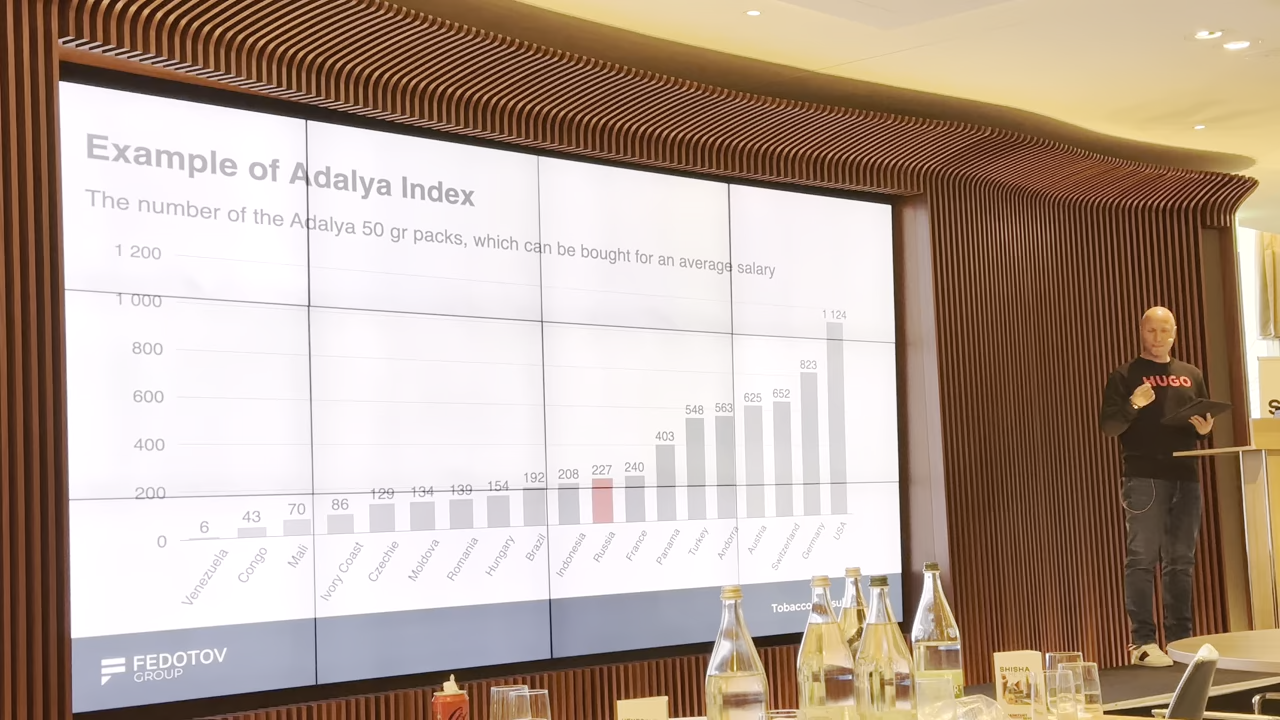 Example of Adalya Index
The number of the Adalya 50 gr packs, which can be bought for an average salary
1 200
1 000
800
600
400
200
0
6
43
70
86
129
134
139
154
192
208
227
240
403
548
563
625
652
823
1 124
Venezuela
Congo
Mali
Ivory Coast
Czechie
Moldova
Romania
Hungary
Brazil
Indonesia
Russia
France
Panama
Turkey
Andorra
Austria
Switzerland
Germany
USA
FEDOTOV
GROUP
Tobacco
HUGO
SHISHA